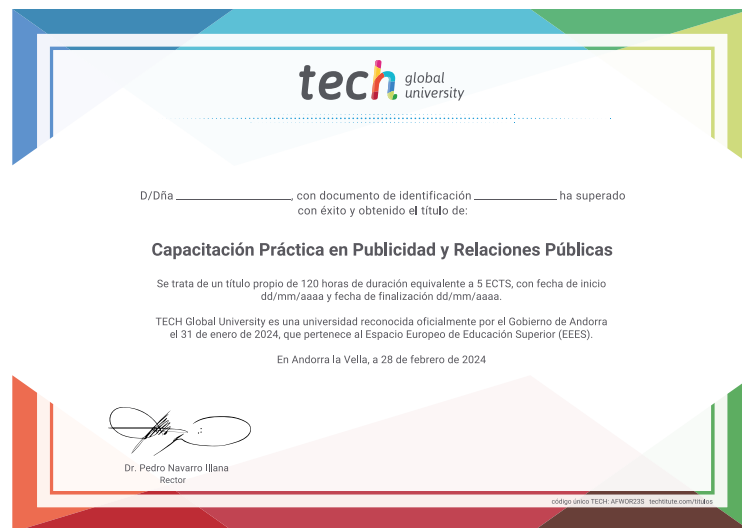 tech global university
D/Dña ____________________, con documento de identificación ______________ ha superado
con éxito y obtenido el título de:
Capacitación Práctica en Publicidad y Relaciones Públicas
Se trata de un título propio de 120 horas de duración equivalente a 5 ECTS, con fecha de inicio
dd/mm/aaaa y fecha de finalización dd/mm/aaaa.
TECH Global University es una universidad reconocida oficialmente por el Gobierno de Andorra
el 31 de enero de 2024, que pertenece al Espacio Europeo de Educación Superior (EEES).
En Andorra la Vella, a 28 de febrero de 2024
Dr. Pedro Navarro Illana
Rector
código único TECH: AFWOR23S techtitute.com/titulos